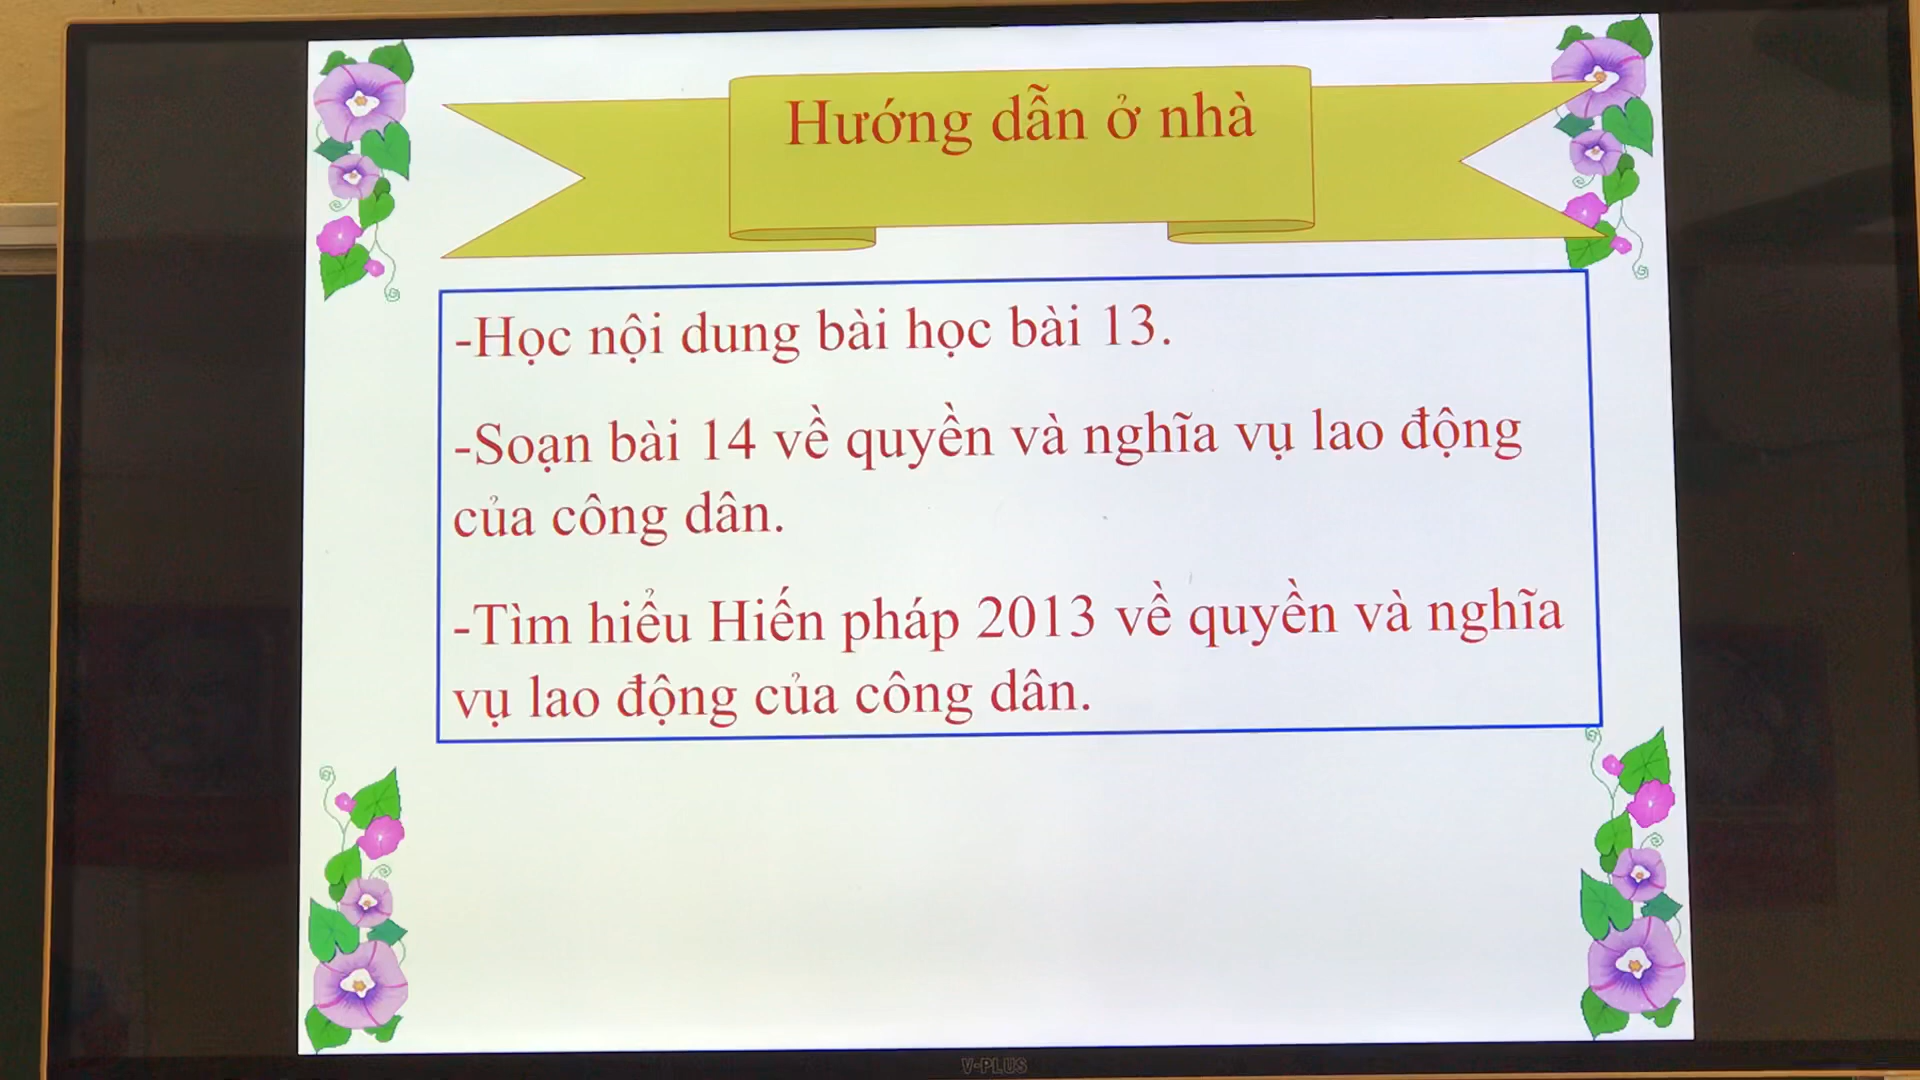 Hướng dẫn ở nhà
-Học nội dung bài học bài 13.
-Soạn bài 14 về quyền và nghĩa vụ lao động
của công dân.
-Tìm hiểu Hiến pháp 2013 về quyền và nghĩa
vụ lao động của công dân.
V-PLUS